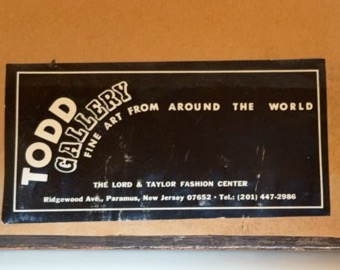 TODD
GALLERY
FINE ART FROM AROUND THE WORLD
THE LORD & TAYLOR FASHION CENTER
Ridgewood Ave., Paramus, New Jersey 07652 • Tel.: (201) 447-2986